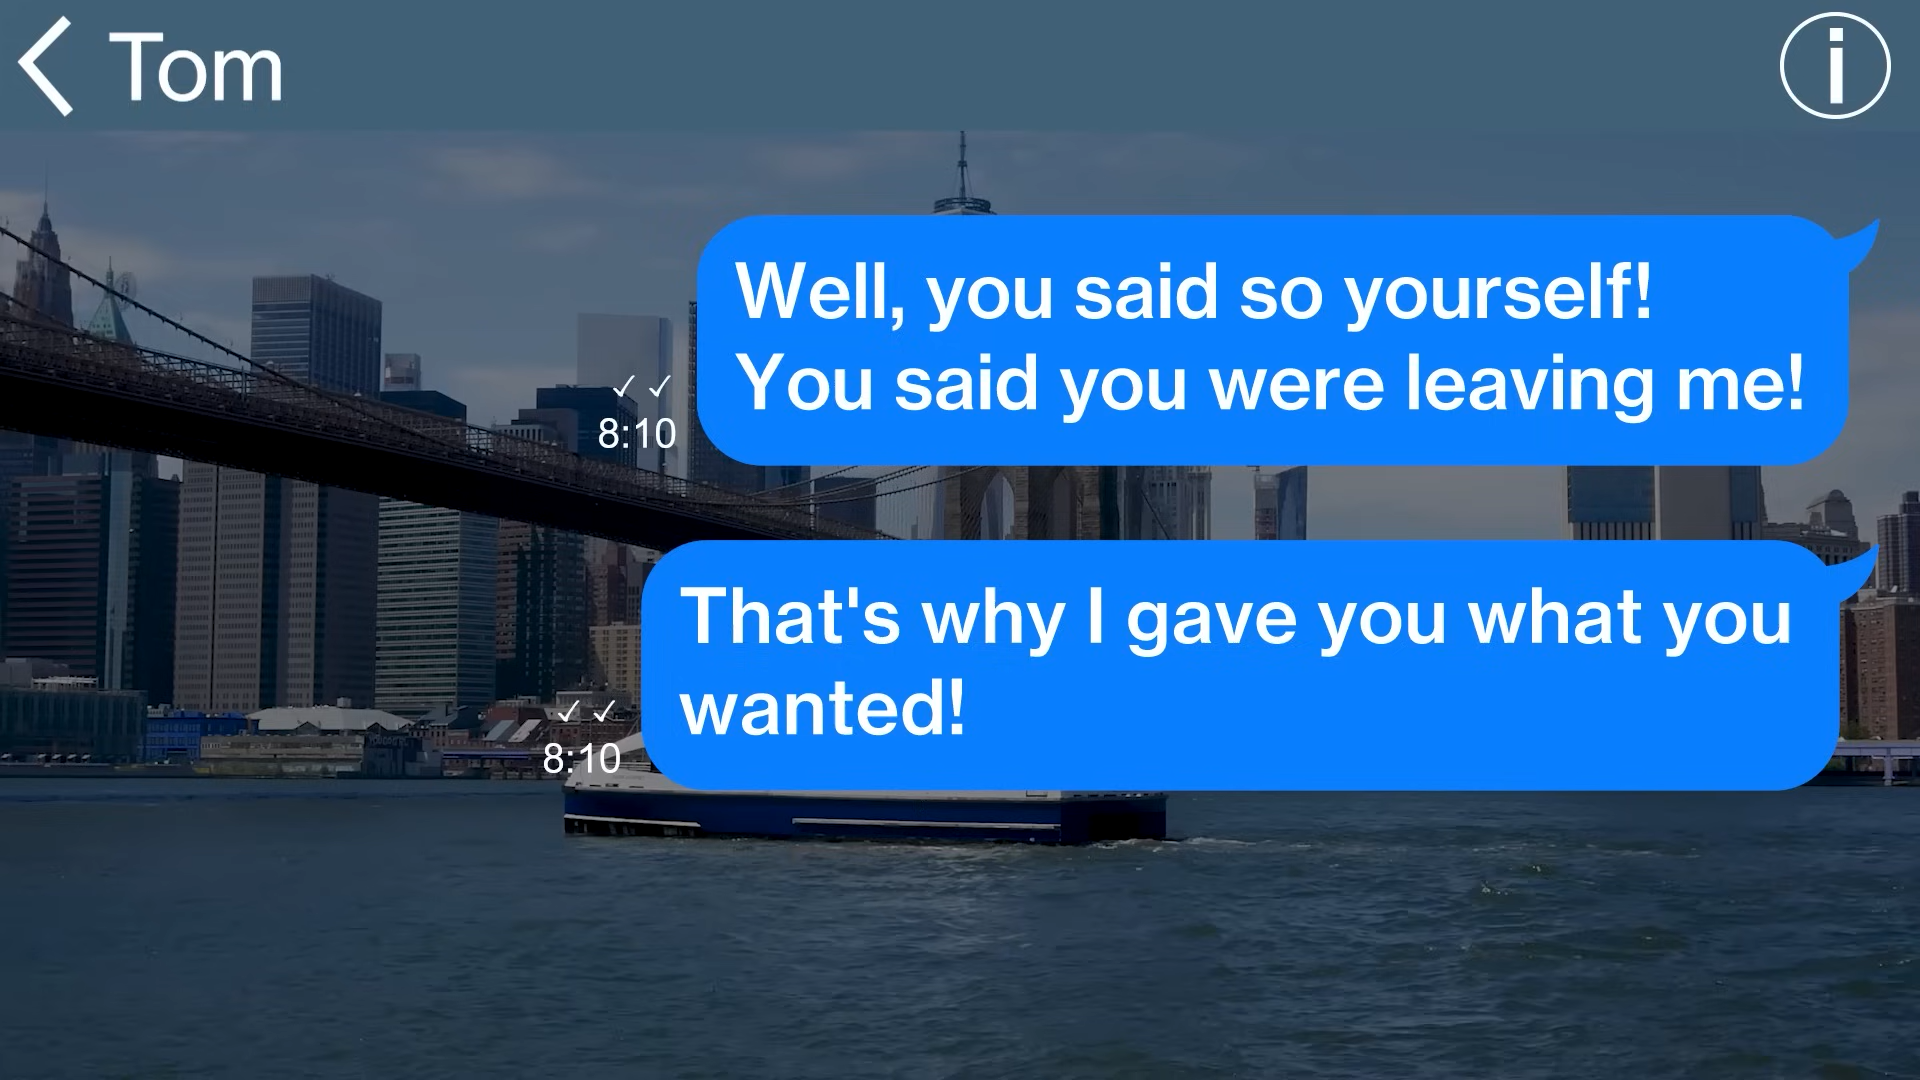 Tom
Well, you said so yourself!
You said you were leaving me!
✓ ✓
8:10
That's why I gave you what you
wanted!
✓ ✓
8:10